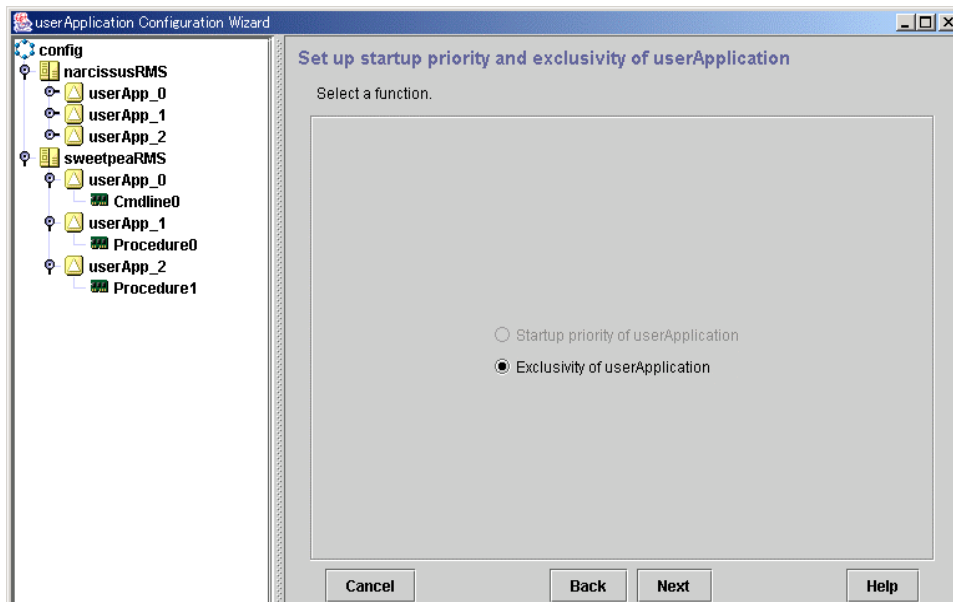 userApplication Configuration Wizard
config
narcissusRMS
userApp_0
userApp_1
userApp_2
sweetpeaRMS
userApp_0
Cmdline0
userApp_1
Procedure0
userApp_2
Procedure1
Set up startup priority and exclusivity of userApplication
Select a function.
Startup priority of userApplication
Exclusivity of userApplication
Cancel
Back
Next
Help